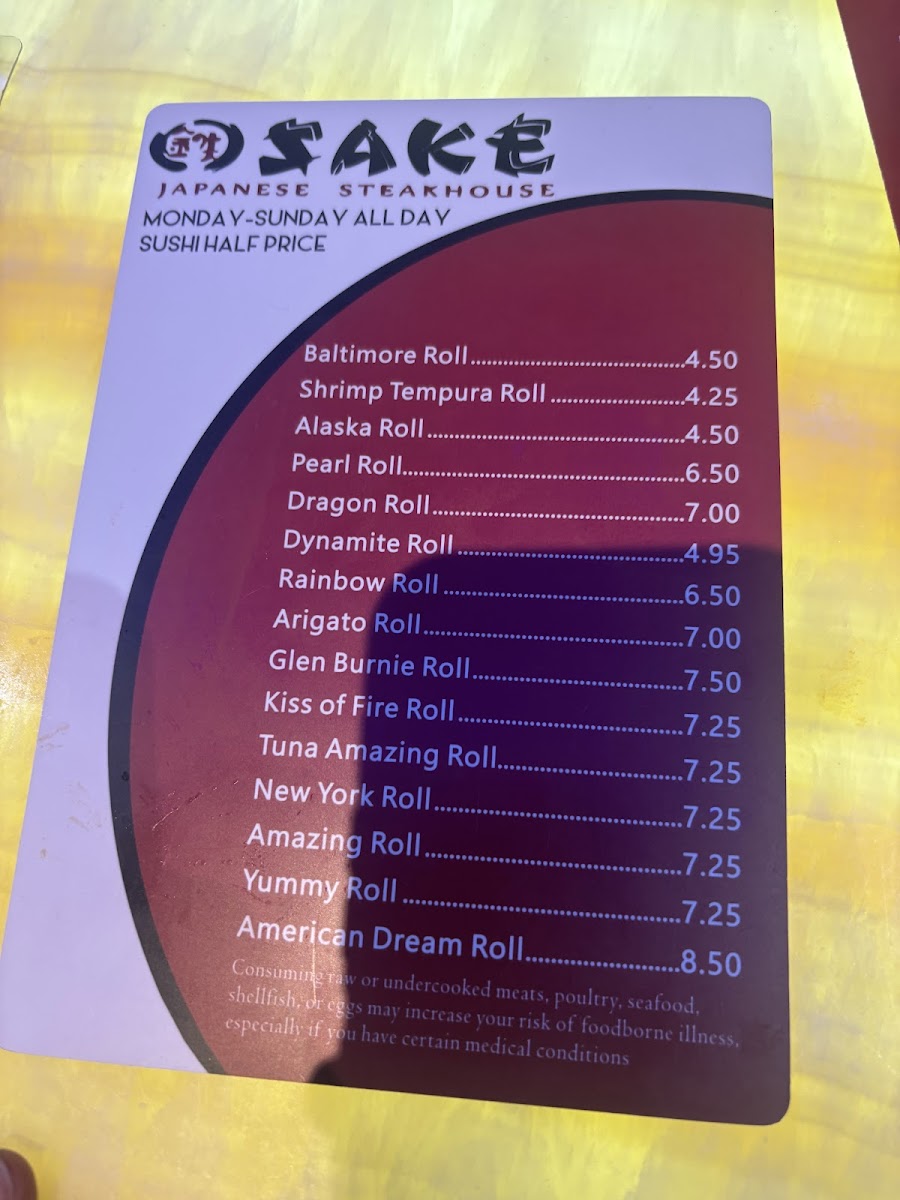 SAKE
JAPANESE STEAKHOUSE
MONDAY-SUNDAY ALL DAY
SUSHI HALF PRICE
Baltimore Roll....................................................4.50
Shrimp Tempura Roll................................4.25
Alaska Roll..............................................................4.50
Pearl Roll....................................................................6.50
Dragon Roll.............................................................7.00
Dynamite Roll.......................................................4.95
Rainbow Roll..........................................................6.50
Arigato Roll..............................................................7.00
Glen Burnie Roll..................................................7.50
Kiss of Fire Roll.....................................................7.25
Tuna Amazing Roll...........................................7.25
New York Roll........................................................7.25
Amazing Roll..........................................................7.25
Yummy Roll..............................................................7.25
American Dream Roll...................................8.50
Consuming raw or undercooked meats, poultry, seafood,
shellfish, or eggs may increase your risk of foodborne illness,
especially if you have certain medical conditions